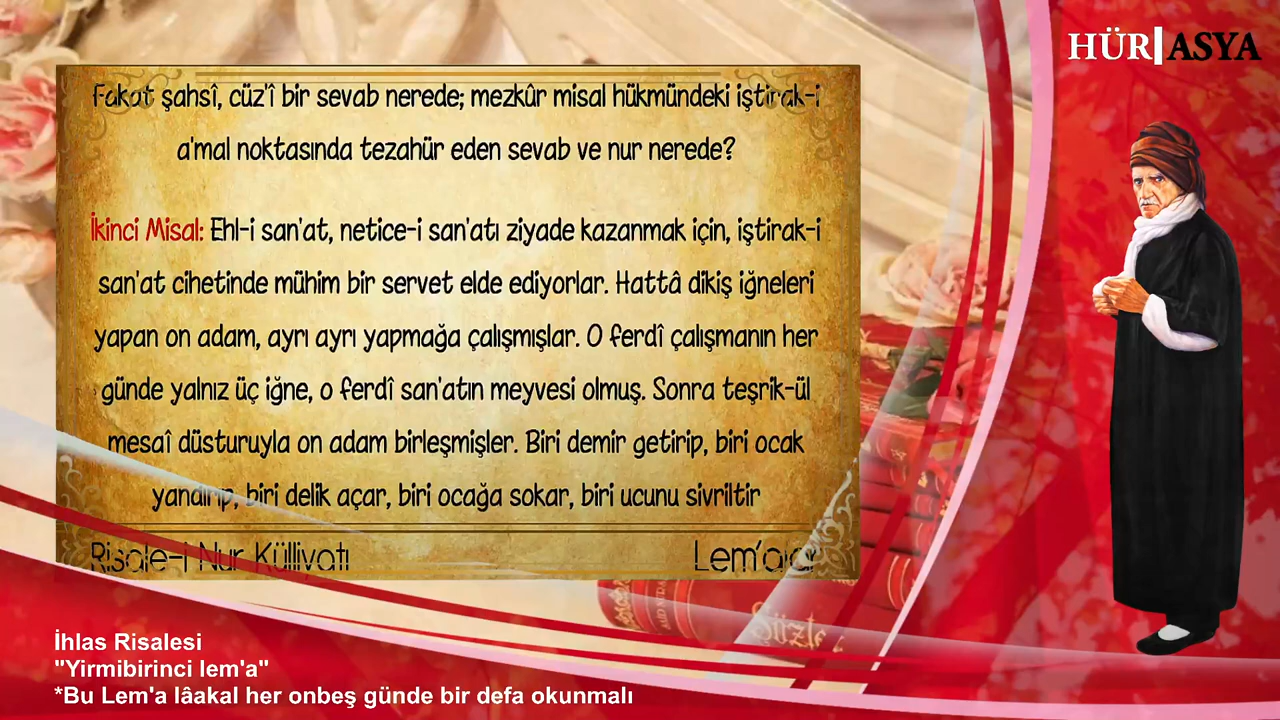 HÜR|ASYA
Fakat şahsî, cüz'î bir sevab nerede; mezkûr misal hükmündeki iştirak-i
a'mal noktasında tezahür eden sevab ve nur nerede?
İkinci Misal: Ehl-i san'at, netice-i san'atı ziyade kazanmak için, iştirak-i
san'at cihetinde mühim bir servet elde ediyorlar. Hattâ dikiş iğneleri
yapan on adam, ayrı ayrı yapmağa çalışmışlar. O ferdî çalışmanın her
günde yalnız üç iğne, o ferdî san'atın meyvesi olmuş. Sonra teşrik-ül
mesaî düsturuyla on adam birleşmişler. Biri demir getirip, biri ocak
yandırıp, biri delik açar, biri ocağa sokar, biri ucunu sivriltir
Risale-i Nur Külliyatı
Lem'alar
Sözler
İhlas Risalesi
"Yirmibirinci lem'a"
*Bu Lem'a lâakal her onbeş günde bir defa okunmalı